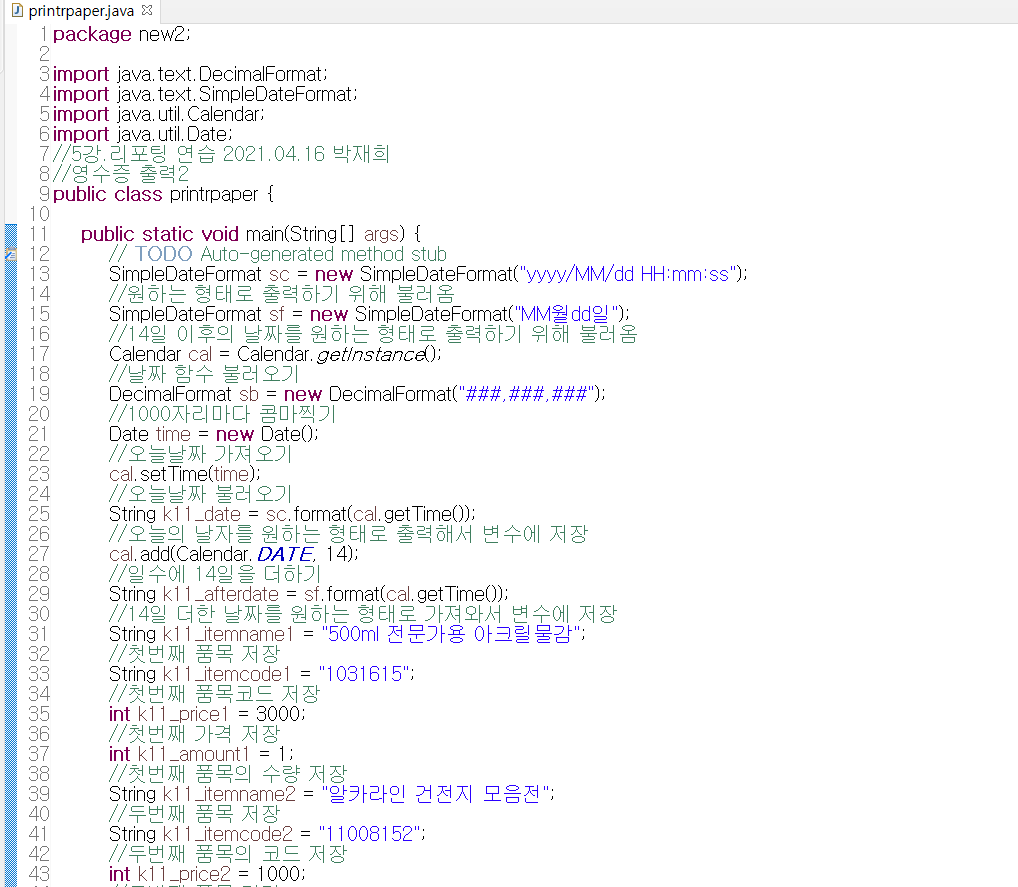 printrpaper.java
1 package new2;
2
3 import java.text.DecimalFormat;
4 import java.text.SimpleDateFormat;
5 import java.util.Calendar;
6 import java.util.Date;
7 //5강.리포팅 연습 2021.04.16 박재희
8 //영수증 출력2
9 public class printrpaper {
10
11 public static void main(String[] args) {
12 // TODO Auto-generated method stub
13 SimpleDateFormat sc = new SimpleDateFormat("yyyy/MM/dd HH:mm:ss");
14 //원하는 형태로 출력하기 위해 불러옴
15 SimpleDateFormat sf = new SimpleDateFormat("MM월dd일");
16 //14일 이후의 날짜를 원하는 형태로 출력하기 위해 불러옴
17 Calendar cal = Calendar.getInstance();
18 //날짜 함수 불러오기
19 DecimalFormat sb = new DecimalFormat("###,###,###");
20 //1000자리마다 콤마찍기
21 Date time = new Date();
22 //오늘날짜 가져오기
23 cal.setTime(time);
24 //오늘날짜 불러오기
25 String k11_date = sc.format(cal.getTime());
26 //오늘의 날자를 원하는 형태로 출력해서 변수에 저장
27 cal.add(Calendar.DATE, 14);
28 //일수에 14일을 더하기
29 String k11_afterdate = sf.format(cal.getTime());
30 //14일 더한 날짜를 원하는 형태로 가져와서 변수에 저장
31 String k11_itemname1 = "500ml 전문가용 아크릴물감";
32 //첫번째 품목 저장
33 String k11_itemcode1 = "1031615";
34 //첫번째 품목코드 저장
35 int k11_price1 = 3000;
36 //첫번째 가격 저장
37 int k11_amount1 = 1;
38 //첫번째 품목의 수량 저장
39 String k11_itemname2 = "알카라인 건전지 모음전";
40 //두번째 품목 저장
41 String k11_itemcode2 = "11008152";
42 //두번째 품목의 코드 저장
43 int k11_price2 = 1000;